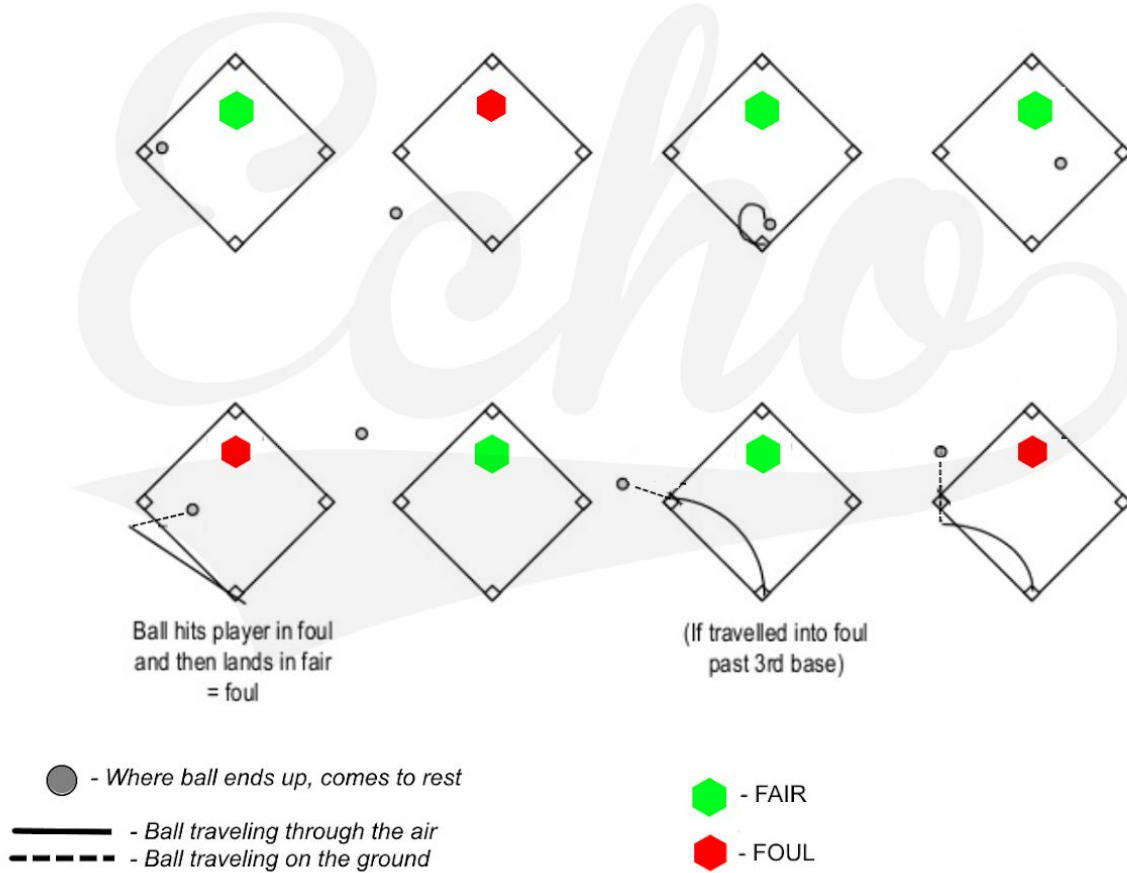 Echo
Ball hits player in foul
and then lands in fair
= foul
(If travelled into foul
past 3rd base)
- Where ball ends up, comes to rest
- Ball traveling through the air
- Ball traveling on the ground
- FAIR
- FOUL